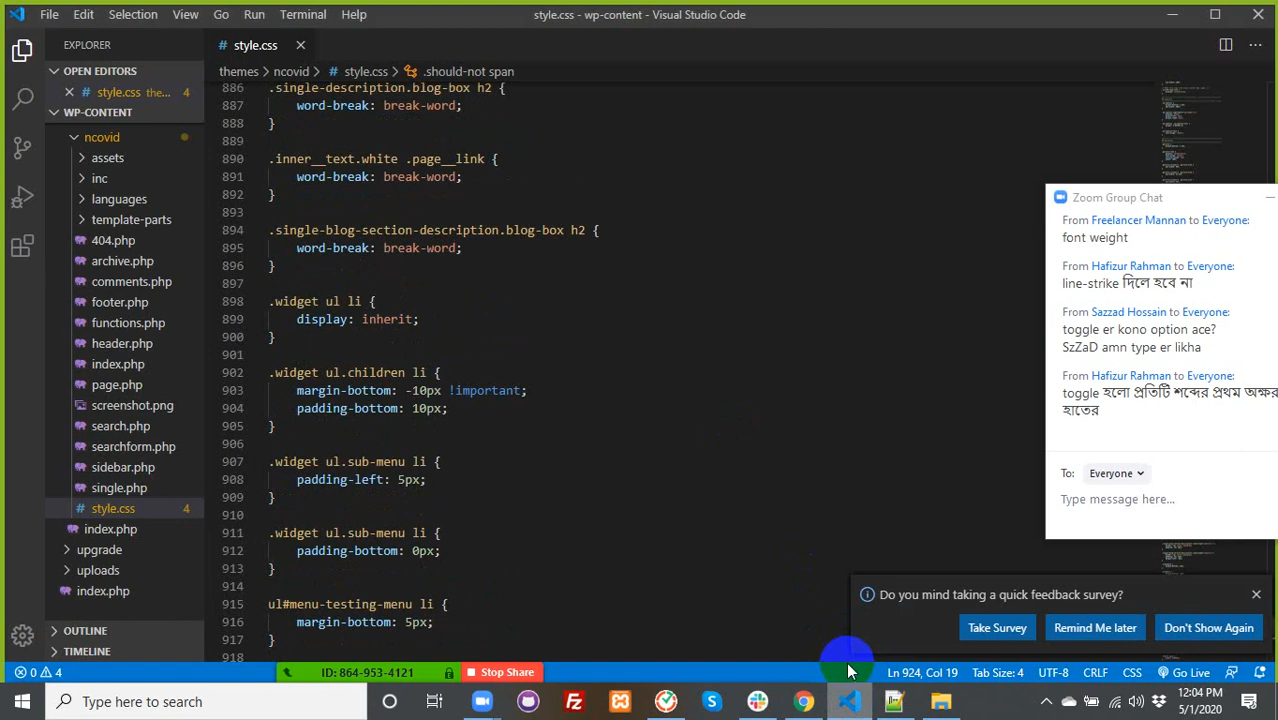 File Edit Selection View Go Run Terminal Help
style.css - wp-content - Visual Studio Code
EXPLORER
OPEN EDITORS
style.css the... 4
WP-CONTENT
ncovid
assets
inc
languages
template-parts
404.php
archive.php
comments.php
footer.php
functions.php
header.php
index.php
page.php
screenshot.png
search.php
searchform.php
sidebar.php
single.php
style.css 4
index.php
upgrade
uploads
index.php
OUTLINE
TIMELINE
style.css
themes ncovid style.css .should-not span
886 .single-description.blog-box h2 {
887 word-break: break-word;
888 }
889
890 .inner__text.white .page__link {
891 word-break: break-word;
892 }
893
894 .single-blog-section-description.blog-box h2 {
895 word-break: break-word;
896 }
897
898 .widget ul li {
899 display: inherit;
900 }
901
902 .widget ul.children li {
903 margin-bottom: -10px !important;
904 padding-bottom: 10px;
905 }
906
907 .widget ul.sub-menu li {
908 padding-left: 5px;
909 }
910
911 .widget ul.sub-menu li {
912 padding-bottom: 0px;
913 }
914
915 ul#menu-testing-menu li {
916 margin-bottom: 5px;
917 }
918
Zoom Group Chat
From Freelancer Mannan to Everyone:
font weight
From Hafizur Rahman to Everyone:
line-strike দিলে হবে না
From Sazzad Hossain to Everyone:
toggle er kono option ace?
SzZaD amn type er likha
From Hafizur Rahman to Everyone:
toggle হলো প্রতিটি শব্দের প্রথম অক্ষর
হাতের
To: Everyone
Type message here...
Do you mind taking a quick feedback survey?
Take Survey Remind Me later Don't Show Again
0 4 ID: 864-953-4121 Stop Share Ln 924, Col 19 Tab Size: 4 UTF-8 CRLF CSS Go Live
Type here to search
12:04 PM
5/1/2020